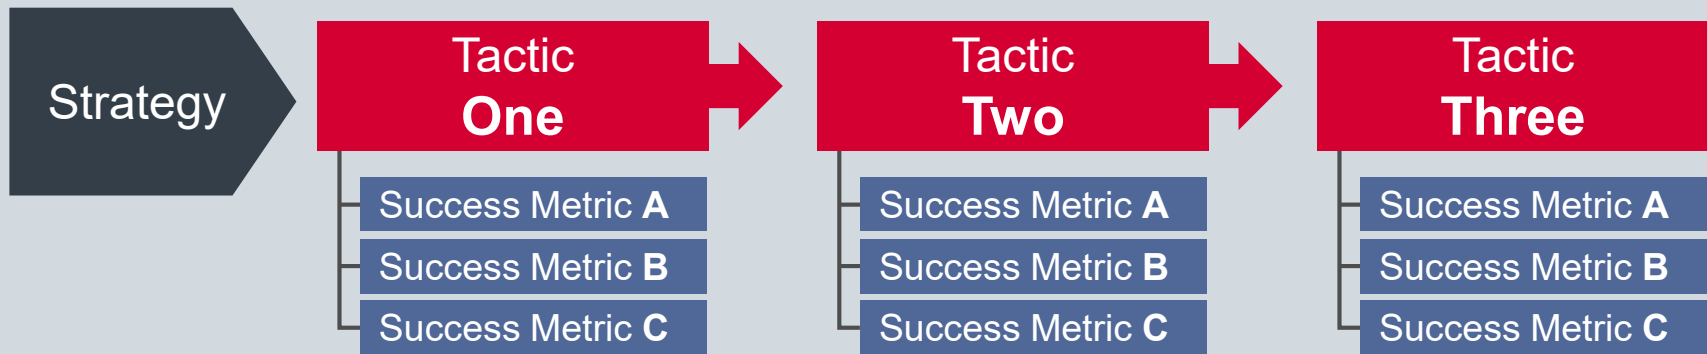 Strategy
Tactic
One
Success Metric A
Success Metric B
Success Metric C
Tactic
Two
Success Metric A
Success Metric B
Success Metric C
Tactic
Three
Success Metric A
Success Metric B
Success Metric C